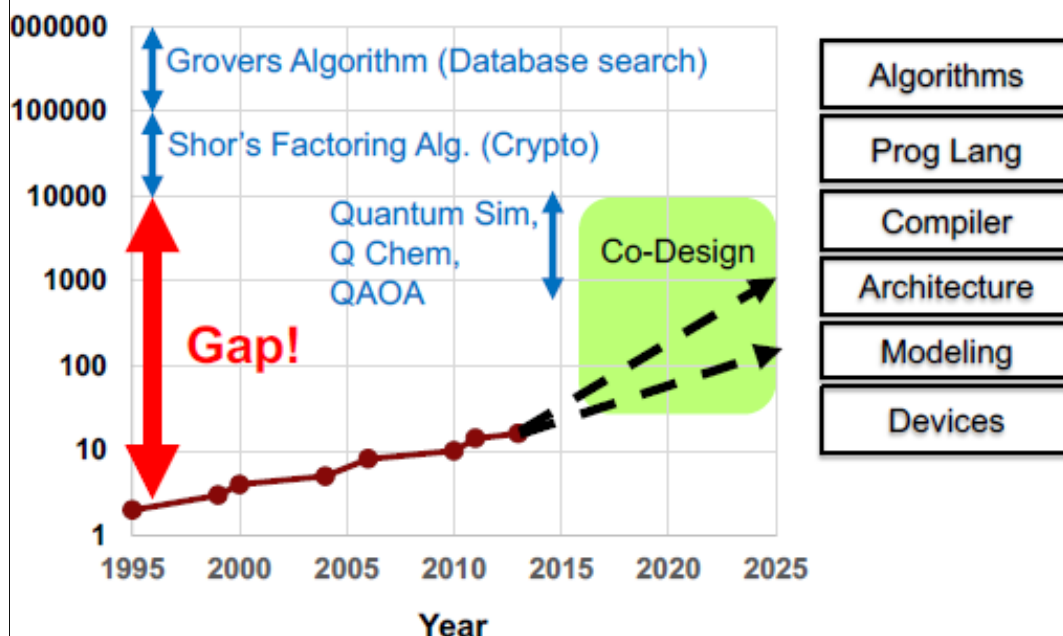 000000
Grovers Algorithm (Database search)
100000
Shor's Factoring Alg. (Crypto)
10000
Quantum Sim,
Q Chem,
QAOA
Co-Design
1000
Gap!
100
10
1
1995 2000 2005 2010 2015 2020 2025
Year
Algorithms
Prog Lang
Compiler
Architecture
Modeling
Devices